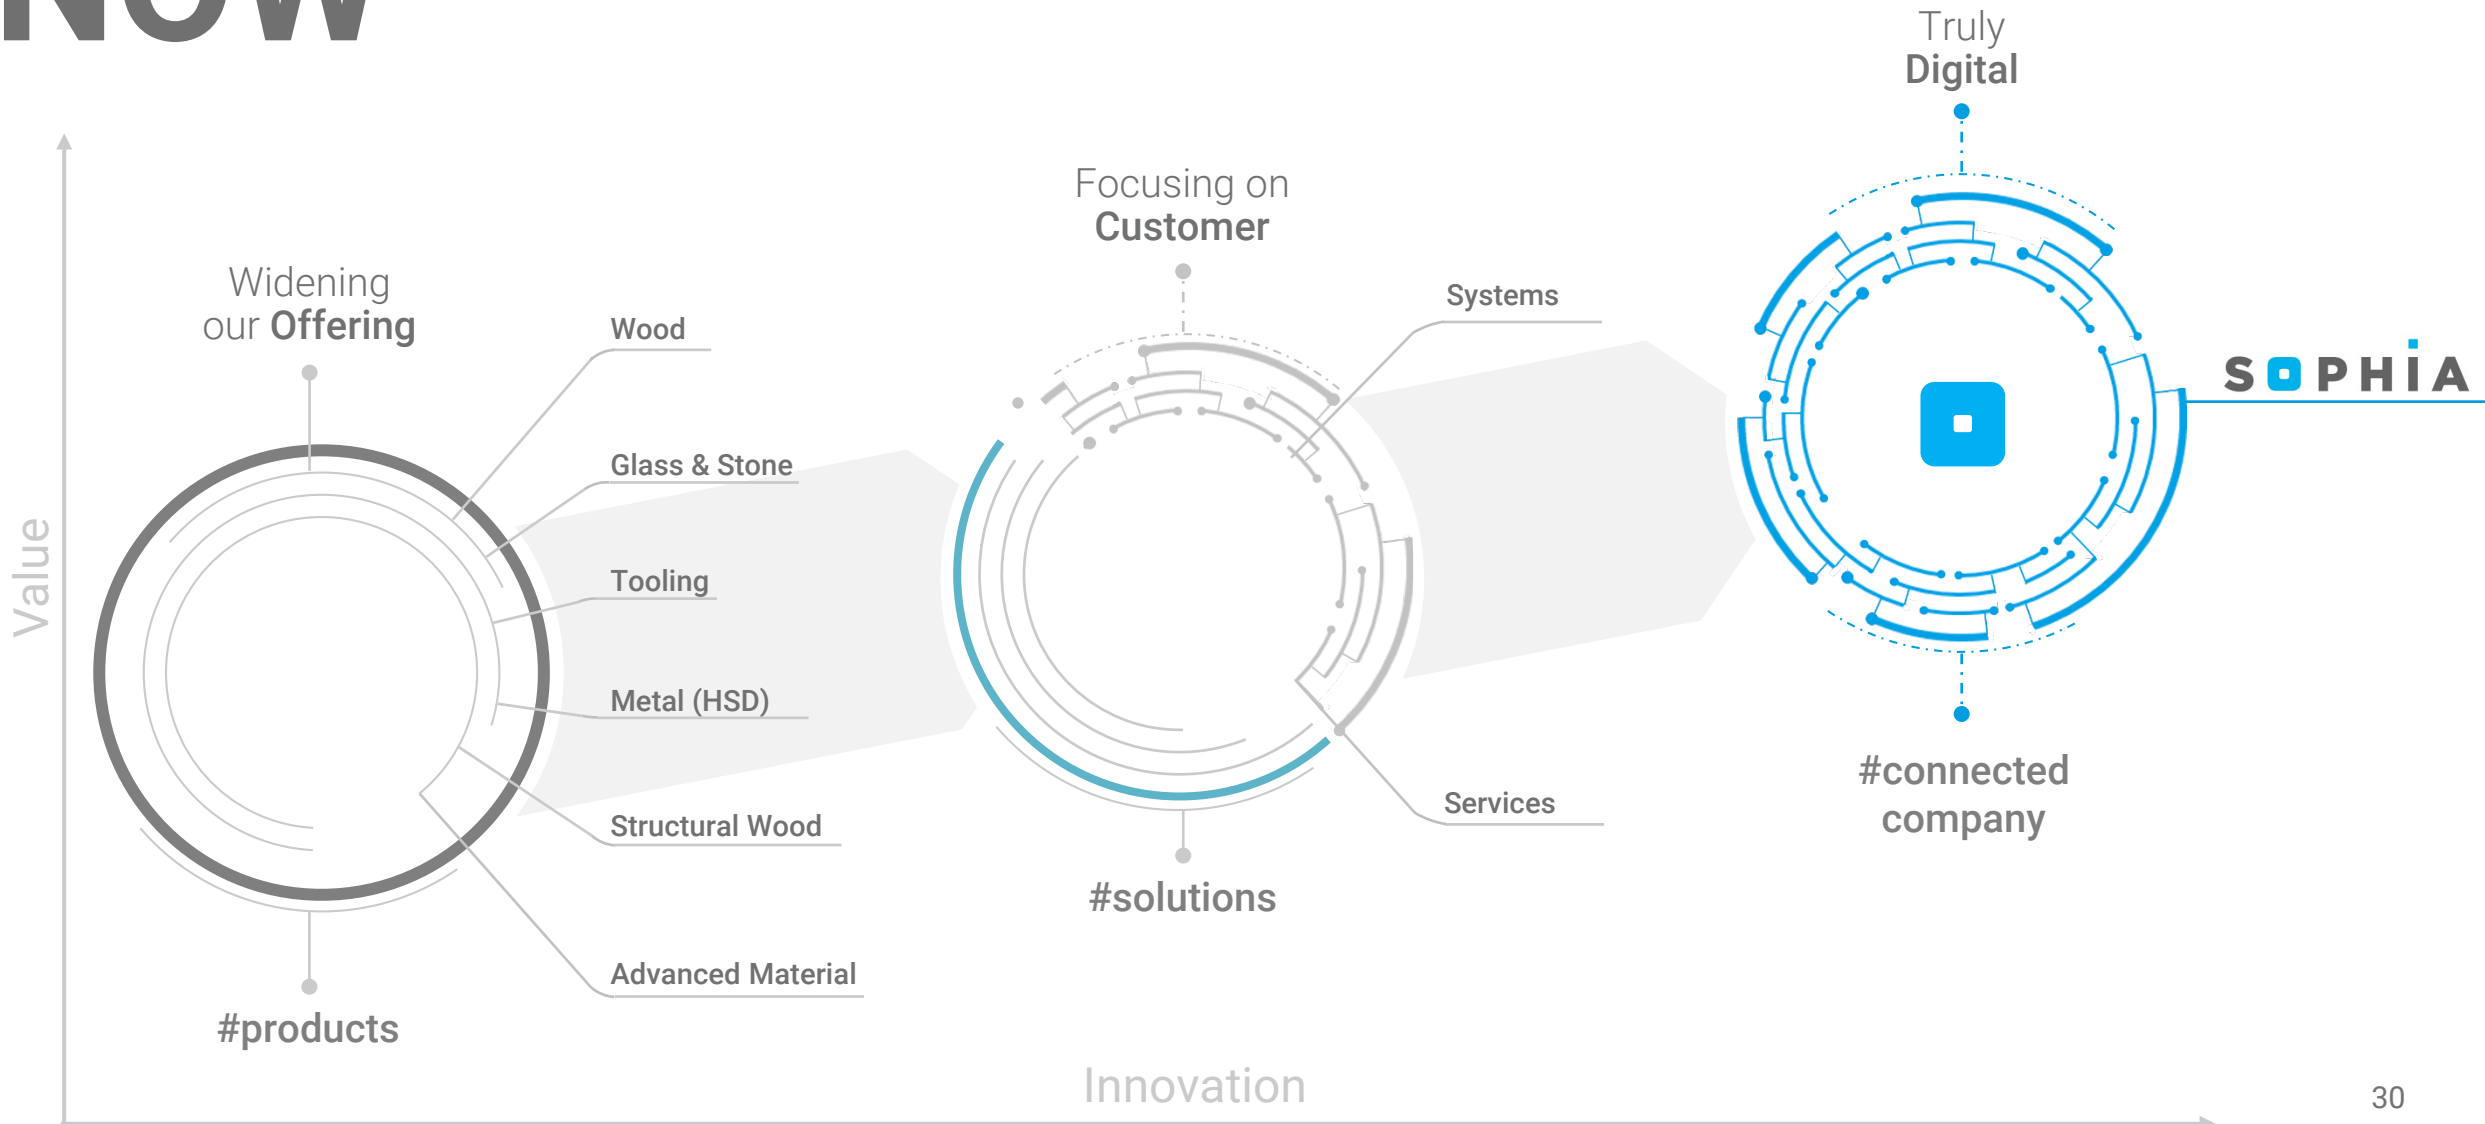 NOW
Truly
Digital
Focusing on
Customer
Widening
our Offering
Wood
Glass & Stone
Tooling
Metal (HSD)
Structural Wood
Advanced Material
Systems
Services
SOPHiA
Value
#products
#solutions
#connected
company
Innovation
30